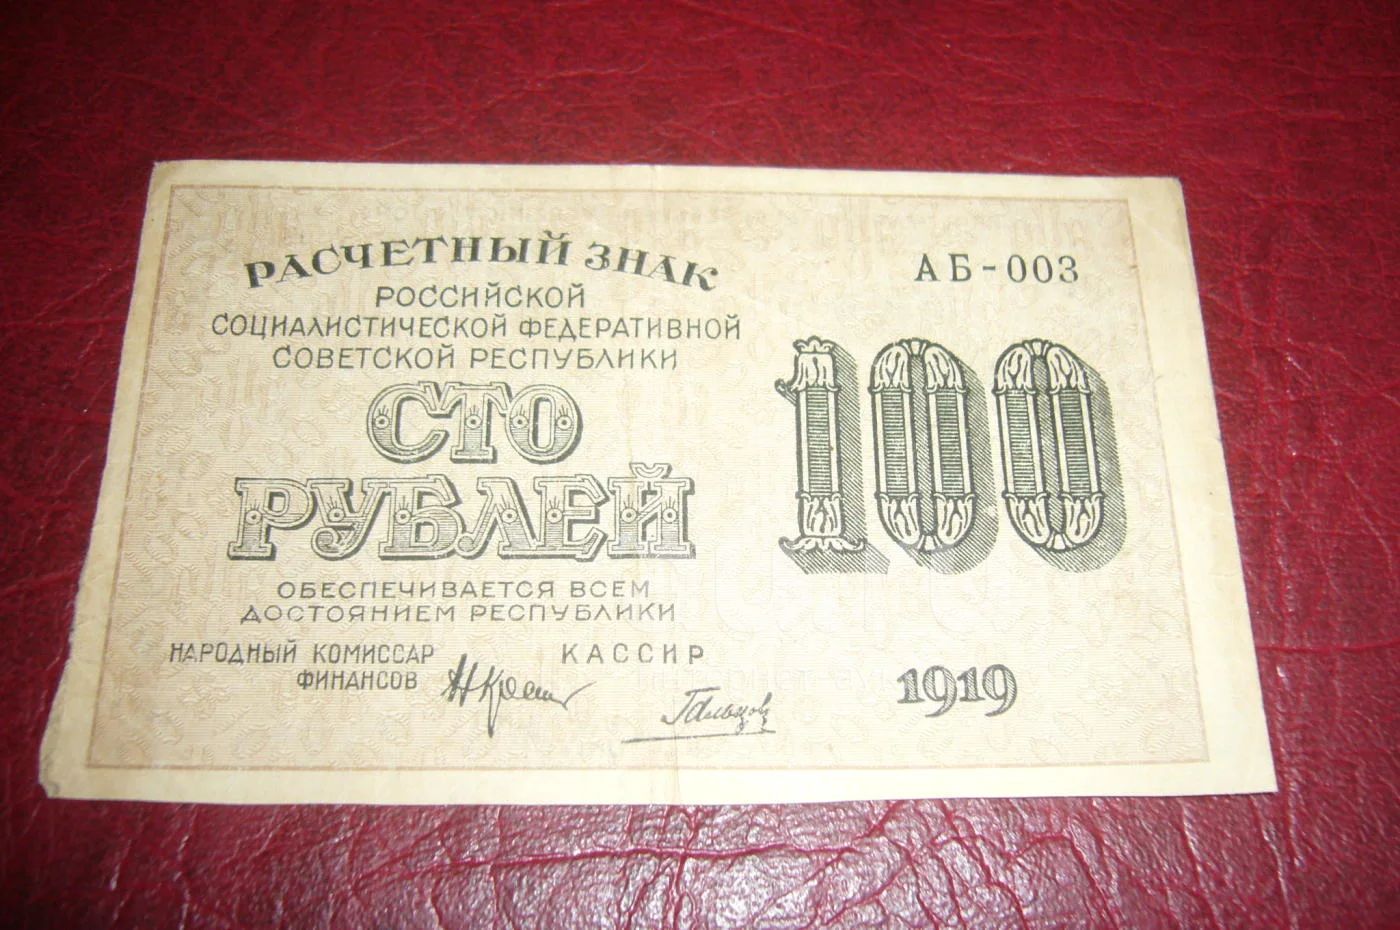 РАСЧЕТНЫЙ ЗНАК
РОССИЙСКОЙ
СОЦИАЛИСТИЧЕСКОЙ ФЕДЕРАТИВНОЙ
СОВЕТСКОЙ РЕСПУБЛИКИ
СТО
РУБЛЕЙ
ОБЕСПЕЧИВАЕТСЯ ВСЕМ
ДОСТОЯНИЕМ РЕСПУБЛИКИ
НАРОДНЫЙ КОМИССАР
ФИНАНСОВ
КАССИР
АБ-003
100
1919